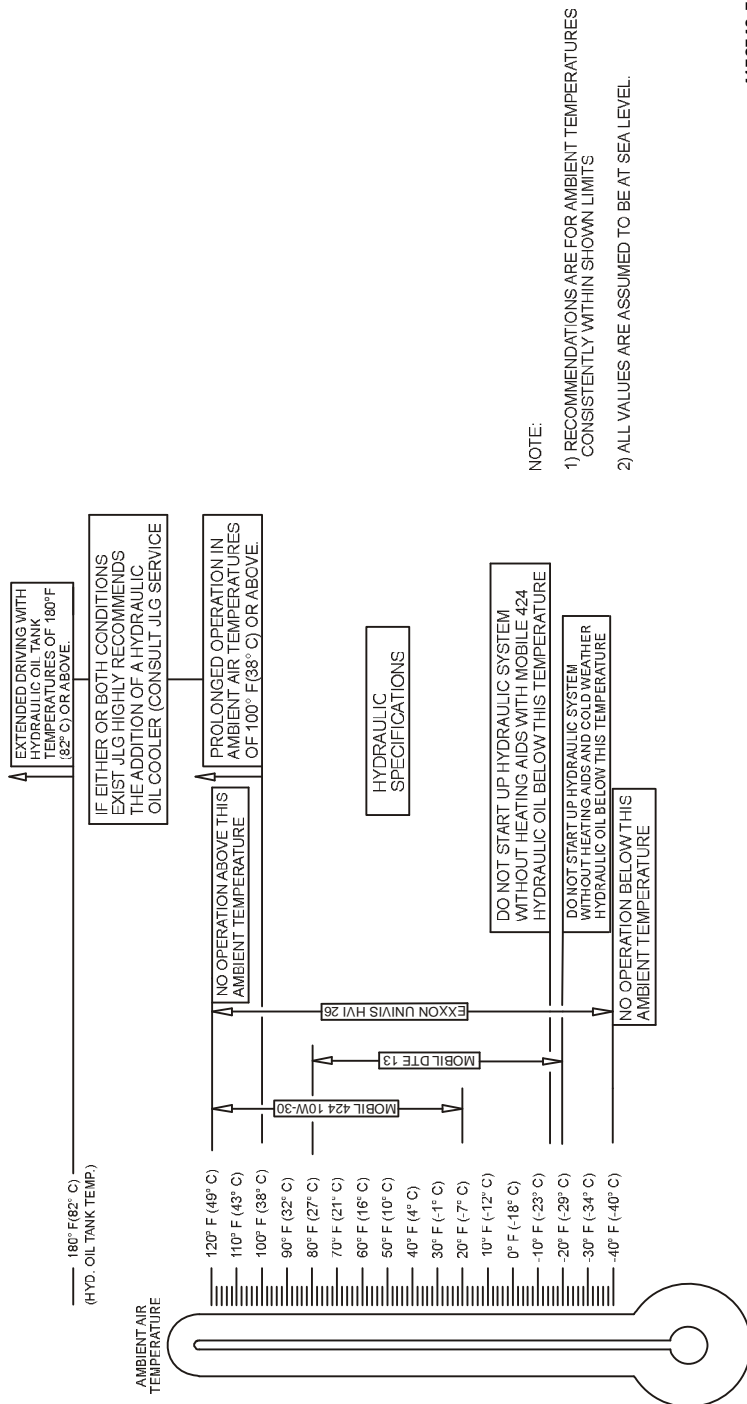 EXTENDED DRIVING WITH
HYDRAULIC OIL TANK
TEMPERATURES OF 180°F
(82° C) OR ABOVE.
IF EITHER OR BOTH CONDITIONS
EXIST JLG HIGHLY RECOMMENDS
THE ADDITION OF A HYDRAULIC
OIL COOLER (CONSULT JLG SERVICE
PROLONGED OPERATION IN
AMBIENT AIR TEMPERATURES
OF 100° F(38° C) OR ABOVE.
180° F(82° C)
(HYD. OIL TANK TEMP.)
AMBIENT AIR
TEMPERATURE
NO OPERATION ABOVE THIS
AMBIENT TEMPERATURE
HYDRAULIC
SPECIFICATIONS
120° F (49° C)
110° F (43° C)
100° F (38° C)
90° F (32° C)
80° F (27° C)
70° F (21° C)
60° F (16° C)
50° F (10° C)
40° F (4° C)
30° F (-1° C)
20° F (-7° C)
10° F (-12° C)
0° F (-18° C)
-10° F (-23° C)
-20° F (-29° C)
-30° F (-34° C)
-40° F (-40° C)
MOBIL 424 10W-30
MOBIL DTE 13
EXXON UNIVIS HVI 26
DO NOT START UP HYDRAULIC SYSTEM
WITHOUT HEATING AIDS WITH MOBILE 424
HYDRAULIC OIL BELOW THIS TEMPERATURE
DO NOT START UP HYDRAULIC SYSTEM
WITHOUT HEATING AIDS AND COLD WEATHER
HYDRAULIC OIL BELOW THIS TEMPERATURE
NO OPERATION BELOW THIS
AMBIENT TEMPERATURE
NOTE:
1) RECOMMENDATIONS ARE FOR AMBIENT TEMPERATURES
CONSISTENTLY WITHIN SHOWN LIMITS
2) ALL VALUES ARE ASSUMED TO BE AT SEA LEVEL.